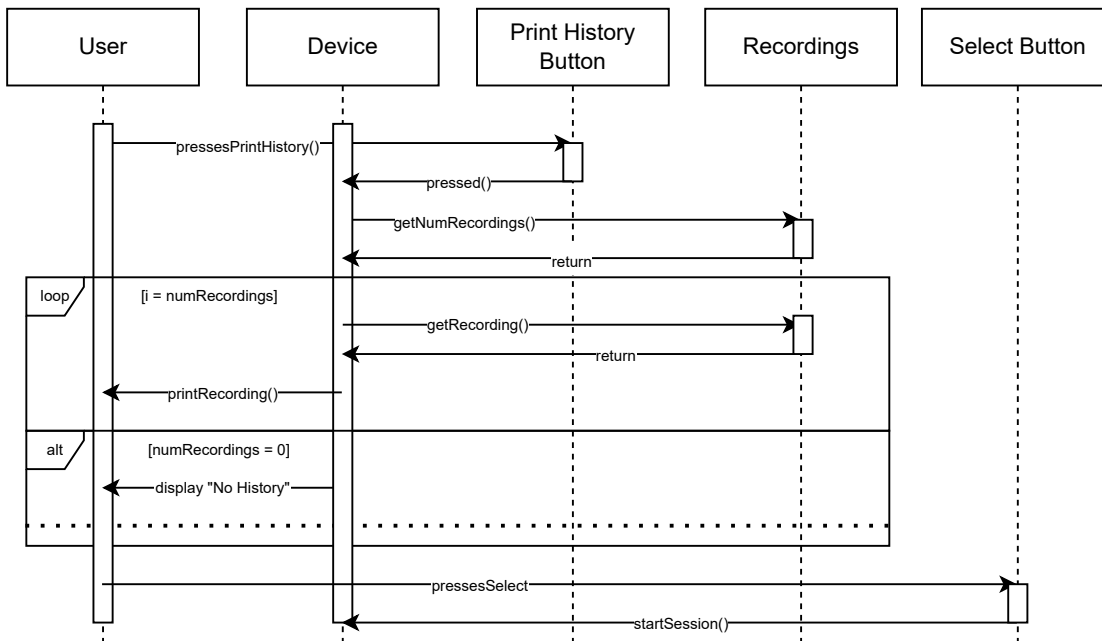 User
Device
Print History
Button
Recordings
Select Button
pressesPrintHistory()
pressed()
getNumRecordings()
return
loop
[i = numRecordings]
getRecording()
return
printRecording()
alt
[numRecordings = 0]
display "No History"
pressesSelect
startSession()